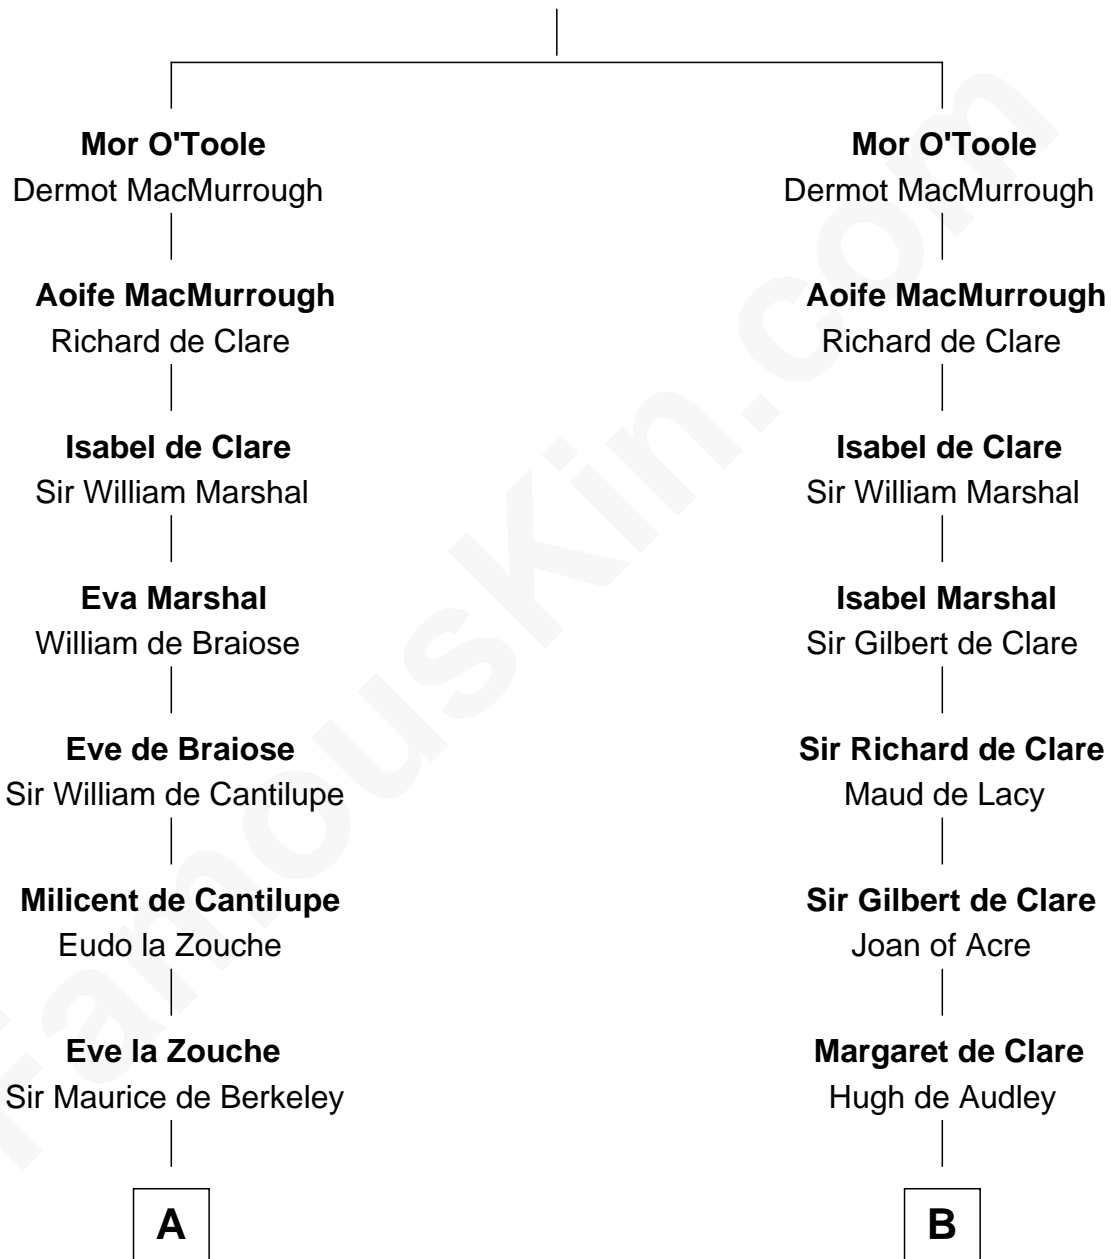 Mor O'Toole
Dermot MacMurrough
Aoife MacMurrough
Richard de Clare
Isabel de Clare
Sir William Marshal
Eva Marshal
William de Braiose
Eve de Braiose
Sir William de Cantilupe
Milicent de Cantilupe
Eudo la Zouche
Eve la Zouche
Sir Maurice de Berkeley
A
Mor O'Toole
Dermot MacMurrough
Aoife MacMurrough
Richard de Clare
Isabel de Clare
Sir William Marshal
Isabel Marshal
Sir Gilbert de Clare
Sir Richard de Clare
Maud de Lacy
Sir Gilbert de Clare
Joan of Acre
Margaret de Clare
Hugh de Audley
B
FamousKin.com